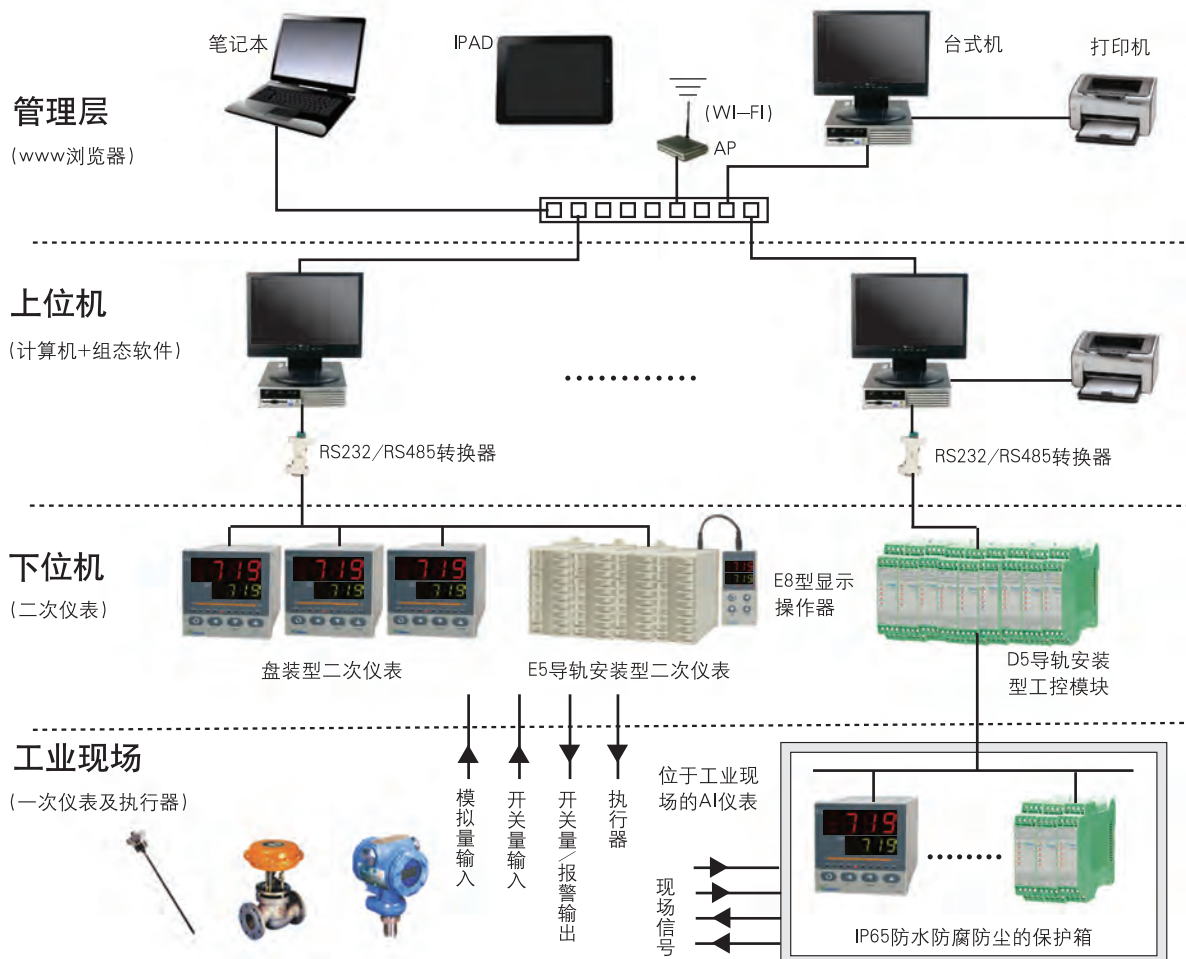 笔记本
IPAD
台式机
打印机
管理层
(www浏览器)
(WI-FI)
AP
上位机
(计算机+组态软件)
RS232/RS485转换器
RS232/RS485转换器
下位机
(二次仪表)
719
719
719
719
719
719
719
719
E8型显示
操作器
盘装型二次仪表
E5导轨安装型二次仪表
D5导轨安装
型工控模块
工业现场
(一次仪表及执行器)
模拟量输入
开关量输入
开关量/报警输出
执行器
位于工业现
场的AI仪表
719
719
现场信号
IP65防水防腐防尘的保护箱